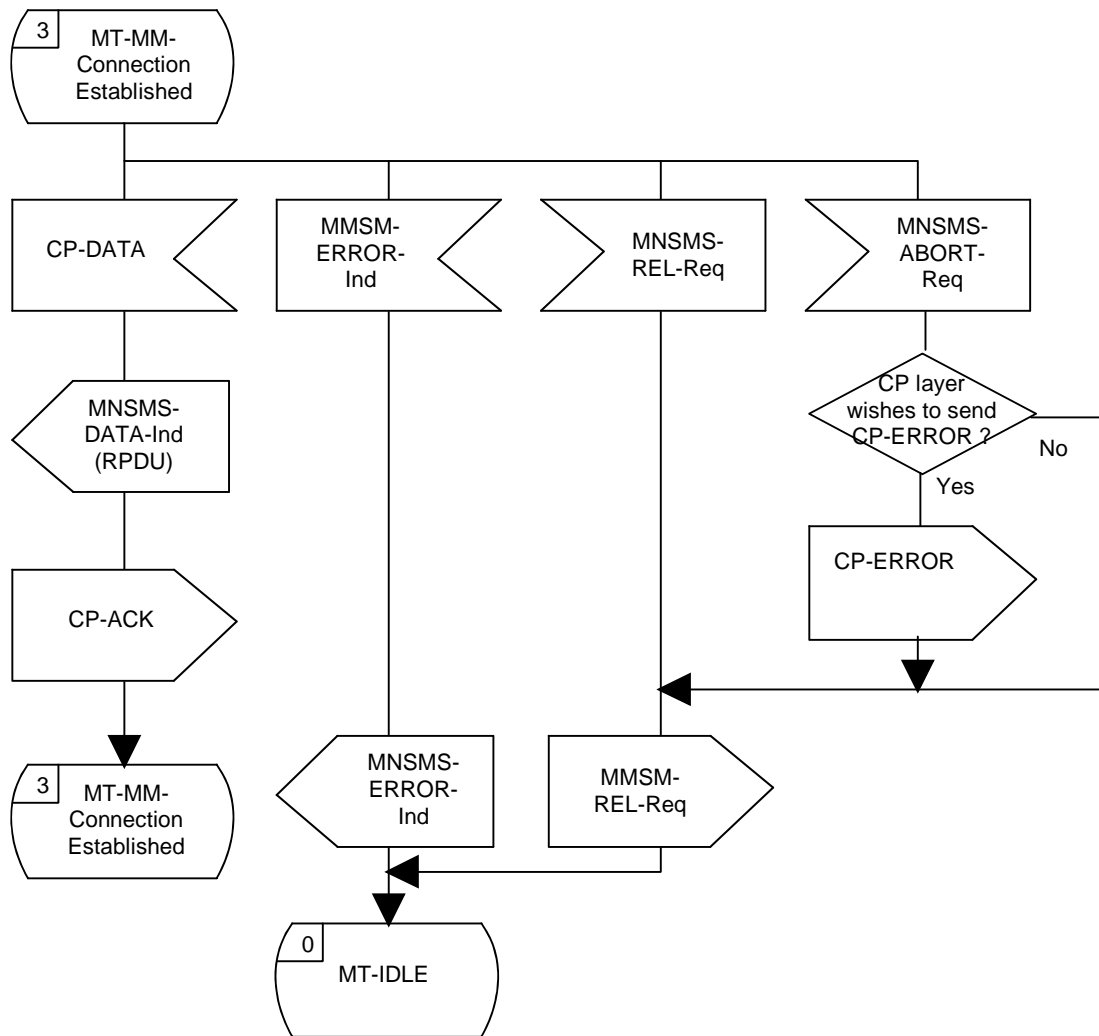 3
MT-MM-
Connection
Established
CP-DATA
MMSM-
ERROR-
Ind
MNSMS-
REL-Req
MNSMS-
ABORT-
Req
MNSMS-
DATA-Ind
(RPDU)
CP layer
wishes to send
CP-ERROR ?
No
Yes
CP-ERROR
CP-ACK
3
MT-MM-
Connection
Established
MNSMS-
ERROR-
Ind
MMSM-
REL-Req
0
MT-IDLE